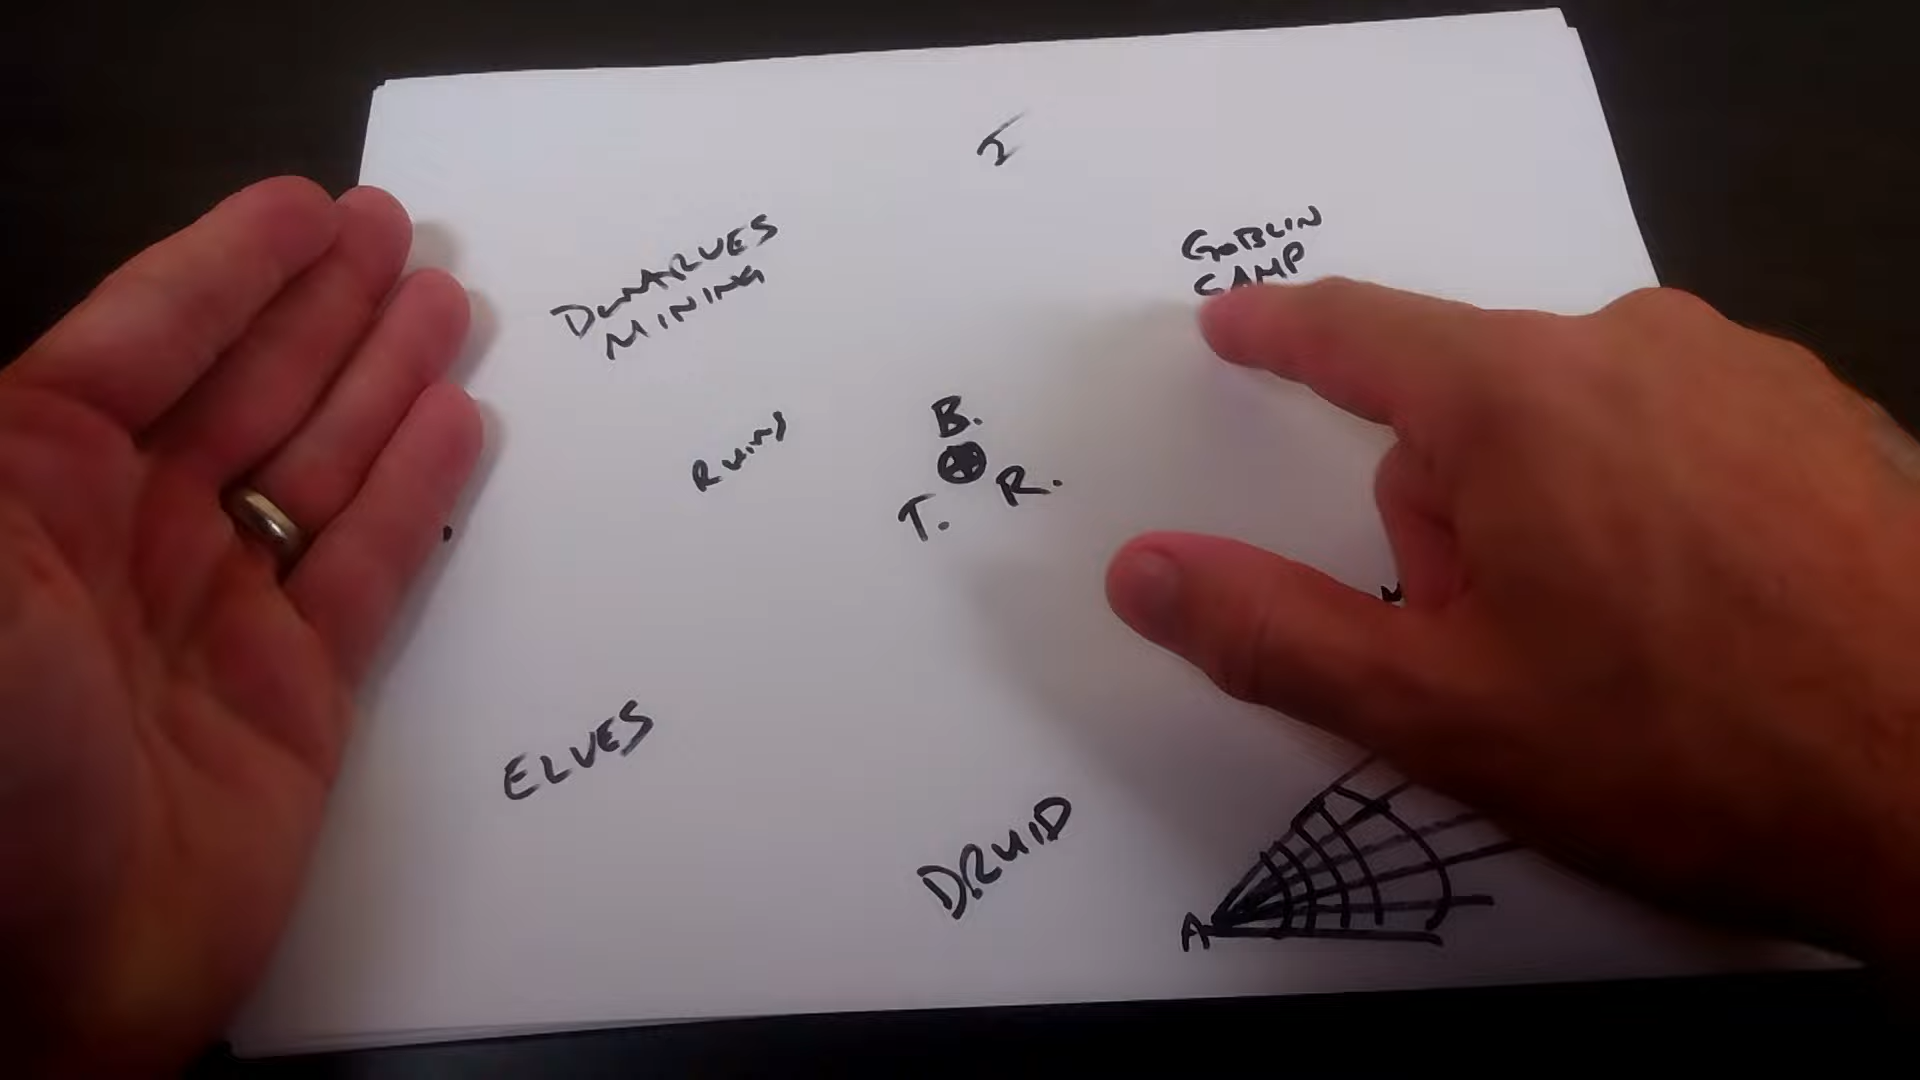 I
GOBLIN
CAMP
DWARVES
MINING
RUINS
B.
T. R.
ELVES
DRUID
A